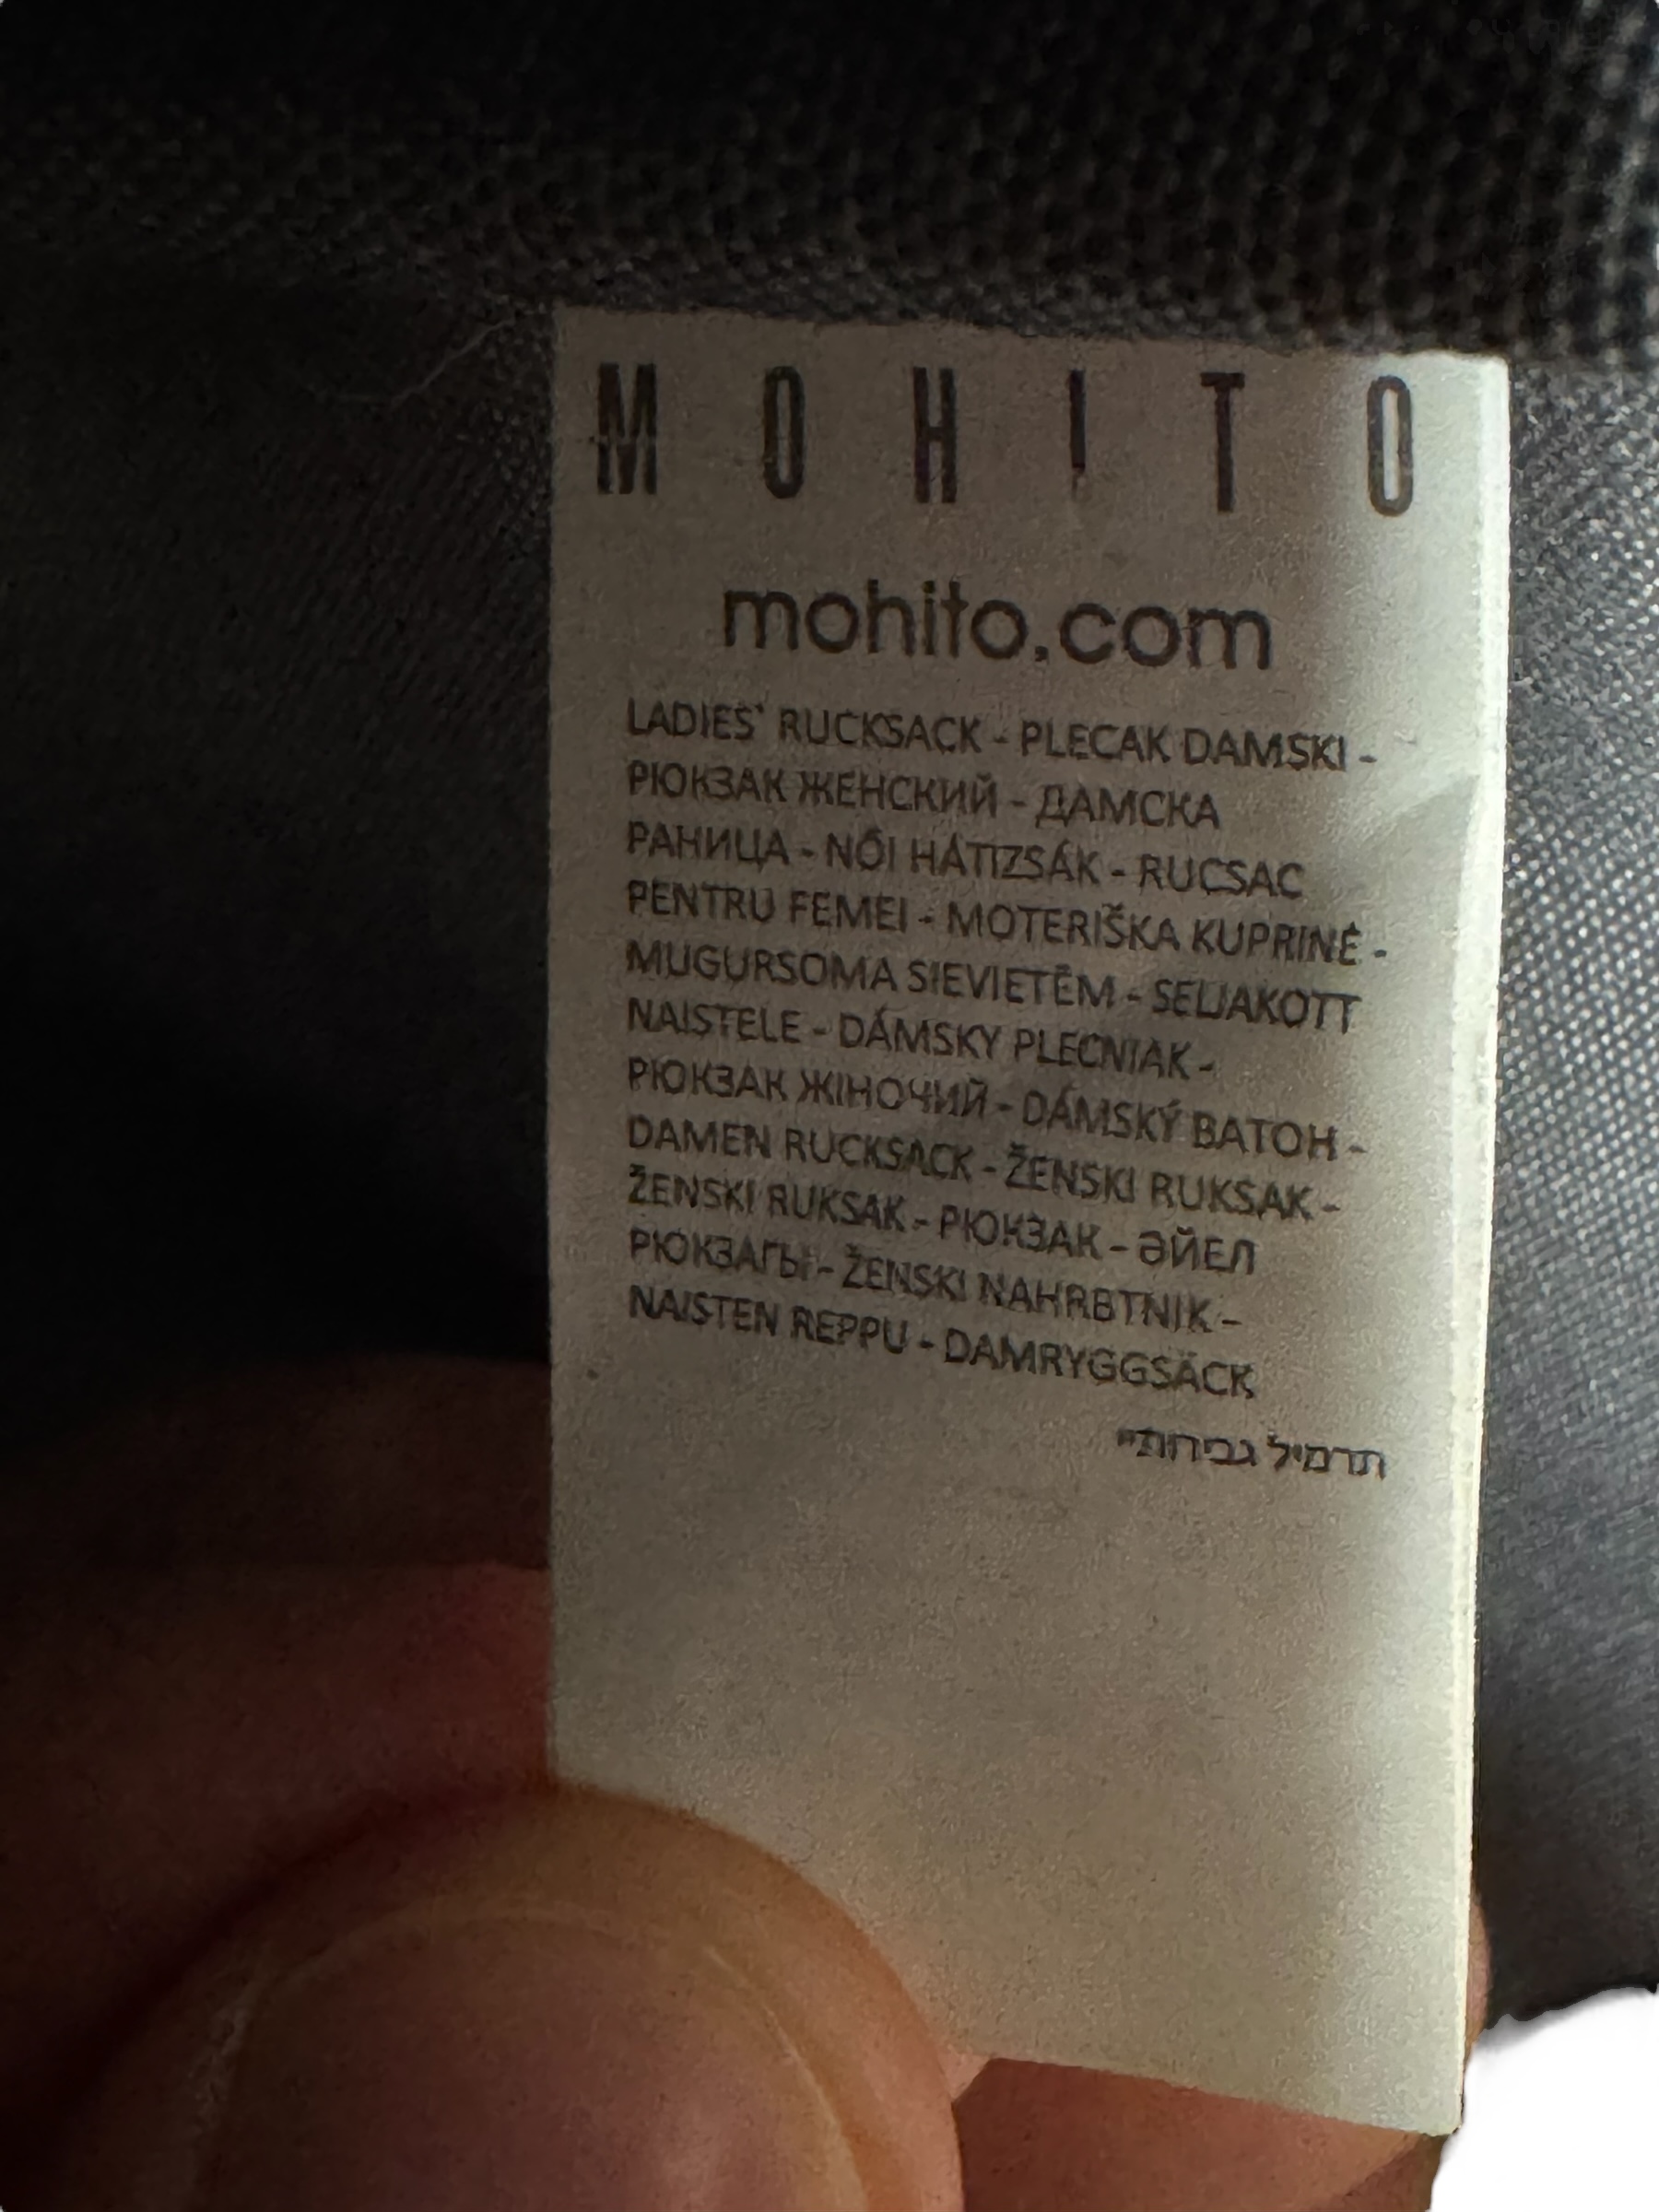 MOHITO
mohito.com
LADIES' RUCKSACK - PLECAK DAMSKI -
РЮКЗАК ЖЕНСКИЙ - ДАМСКА
РАНИЦА - NŐI HÁTIZSÁK - RUCSAC
PENTRU FEMEI - MOTERIŠKA KUPRINĖ -
MUGURSOMA SIEVIETĒM - SELJAKOTT
NAISTELE - DÁMSKY PLECNIAK -
РЮКЗАК ЖІНОЧИЙ - DÁMSKÝ BATOH -
DAMEN RUCKSACK - ŽENSKI RUKSAK -
ŽENSKI RUKSAK - РЮКЗАК - ӘЙЕЛ
РЮКЗАГЫ - ŽENSKI NAHRBTNIK -
NAISTEN REPPU - DAMRYGGSÄCK
תרמיל גבירותיי